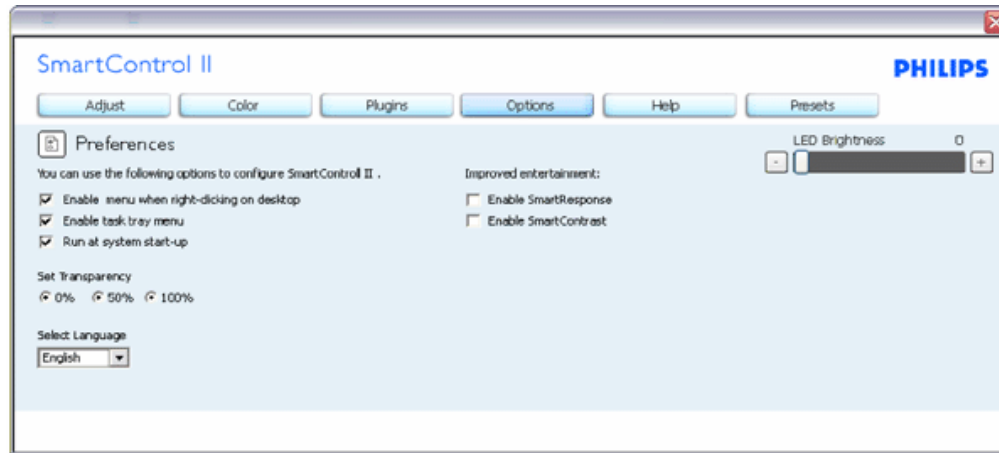 SmartControl II
PHILIPS
Adjust Color Plugins Options Help Presets
Preferences
LED Brightness 0
- +
You can use the following options to configure SmartControl II .
Improved entertainment:
Enable menu when right-clicking on desktop
Enable SmartResponse
Enable task tray menu
Enable SmartContrast
Run at system start-up
Set Transparency
0% 50% 100%
Select Language
English